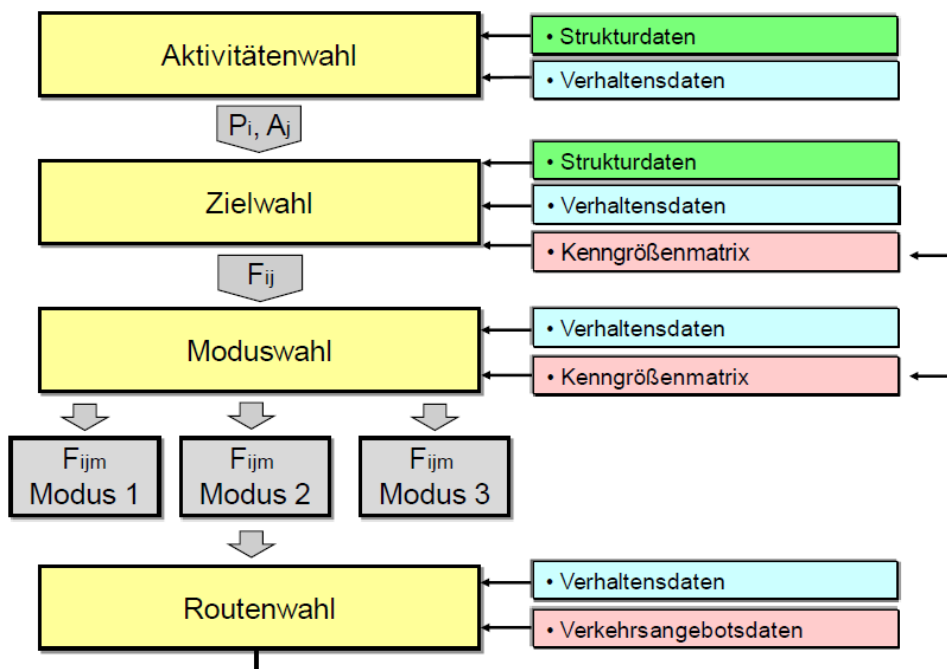 Aktivitätenwahl
• Strukturdaten
• Verhaltensdaten
Pi, Aj
Zielwahl
• Strukturdaten
• Verhaltensdaten
• Kenngrößenmatrix
Fij
Moduswahl
• Verhaltensdaten
• Kenngrößenmatrix
Fijm
Modus 1
Fijm
Modus 2
Fijm
Modus 3
Routenwahl
• Verhaltensdaten
• Verkehrsangebotsdaten